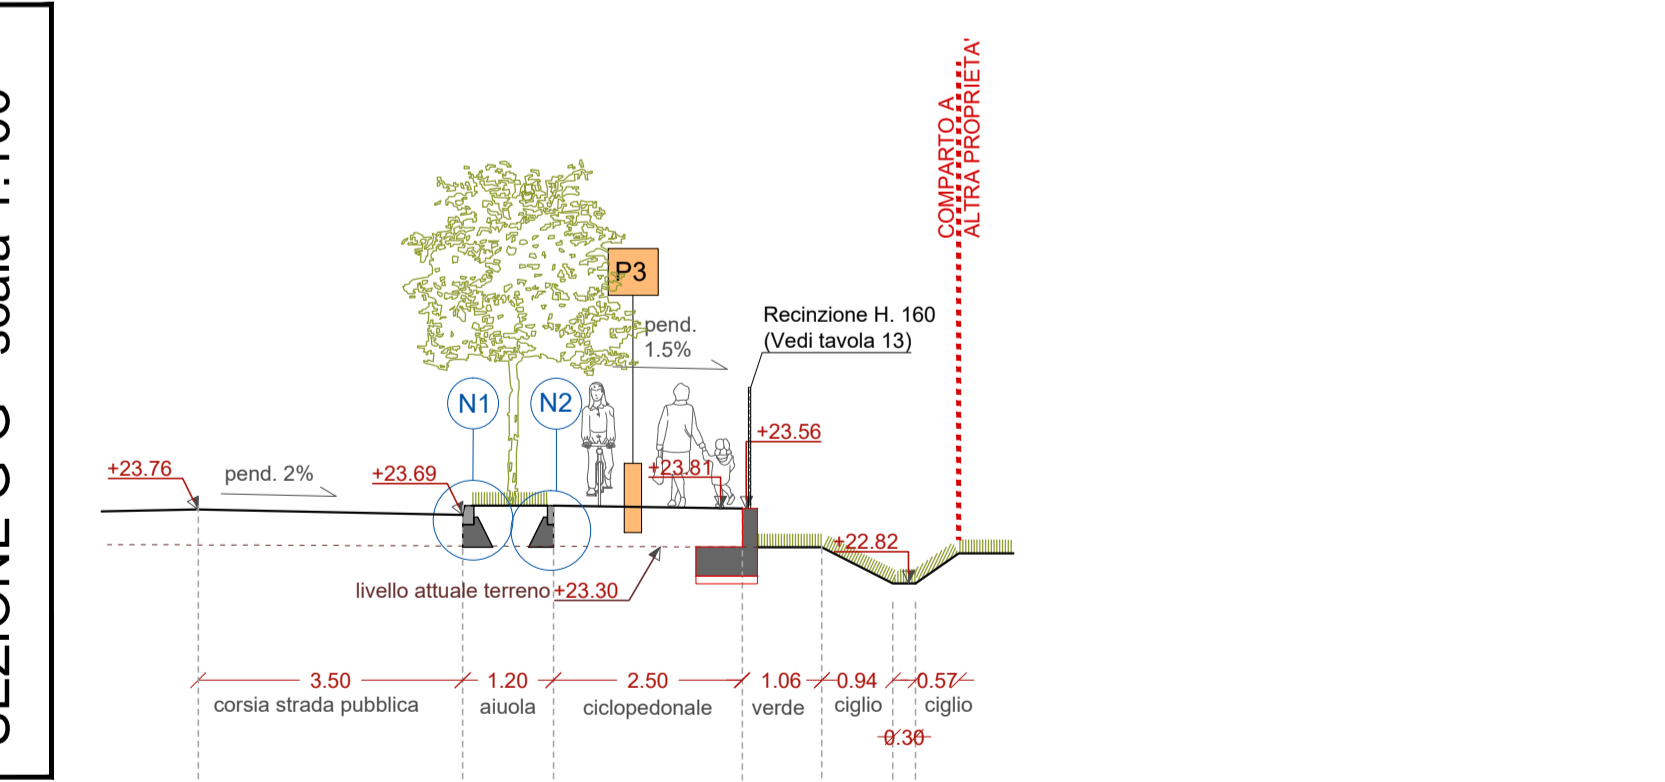 COMPARTO A
ALTRA PROPRIETA'
P3
pend.
1.5%
Recinzione H. 160
(Vedi tavola 13)
N1
N2
+23.56
+23.76
pend. 2%
+23.69
+23.81
+22.82
livello attuale terreno +23.30
3.50
1.20
2.50
1.06
0.94
0.57
corsia strada pubblica
aiuola
ciclopedonale
verde
ciglio
ciglio
0.30